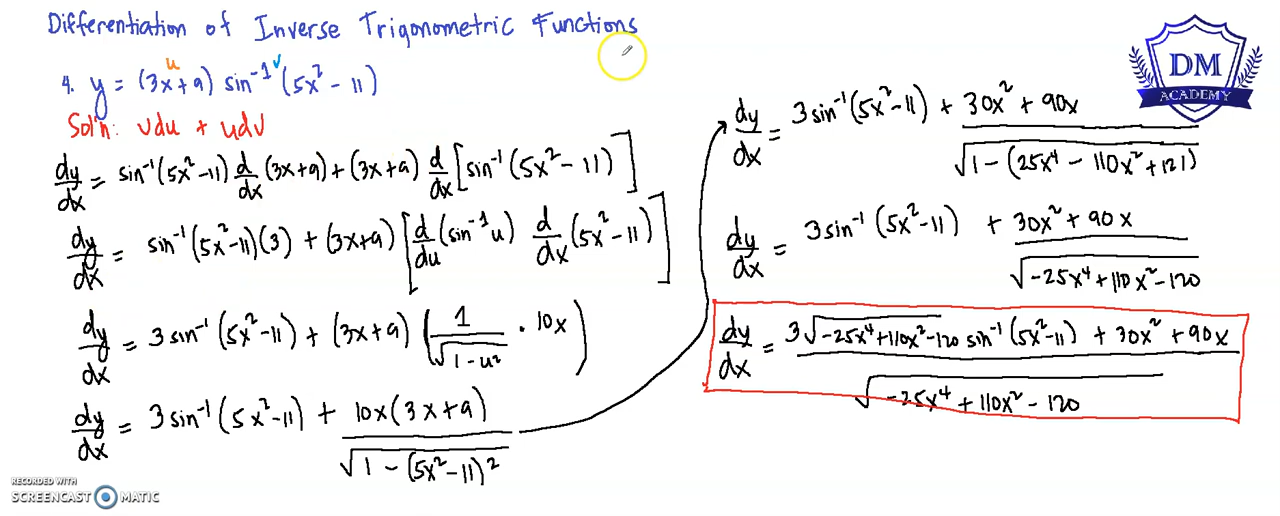 Differentiation of Inverse Trigonometric Functions
u v
4. y = (3x+9) sin⁻¹ (5x² - 11)
Sol'n: vdu + udv
dy/dx = sin⁻¹(5x²-11) d/dx (3x+9) + (3x+9) d/dx [sin⁻¹(5x²-11)]
dy/dx = sin⁻¹(5x²-11)(3) + (3x+9) [d/du (sin⁻¹u) d/dx (5x²-11)]
dy/dx = 3 sin⁻¹(5x²-11) + (3x+9) (1/√(1-u²) · 10x)
dy/dx = 3 sin⁻¹(5x²-11) + 10x(3x+9)/√(1-(5x²-11)²)
dy/dx = 3 sin⁻¹(5x²-11) + 30x² + 90x/√(1-(25x⁴ - 110x² + 121))
dy/dx = 3 sin⁻¹(5x²-11) + 30x² + 90x/√(-25x⁴ + 110x² - 120)
dy/dx = 3√(-25x⁴+110x²-120) sin⁻¹(5x²-11) + 30x² + 90x/√(-25x⁴ + 110x² - 120)
DM
ACADEMY
RECORDED WITH
SCREENCAST MATIC